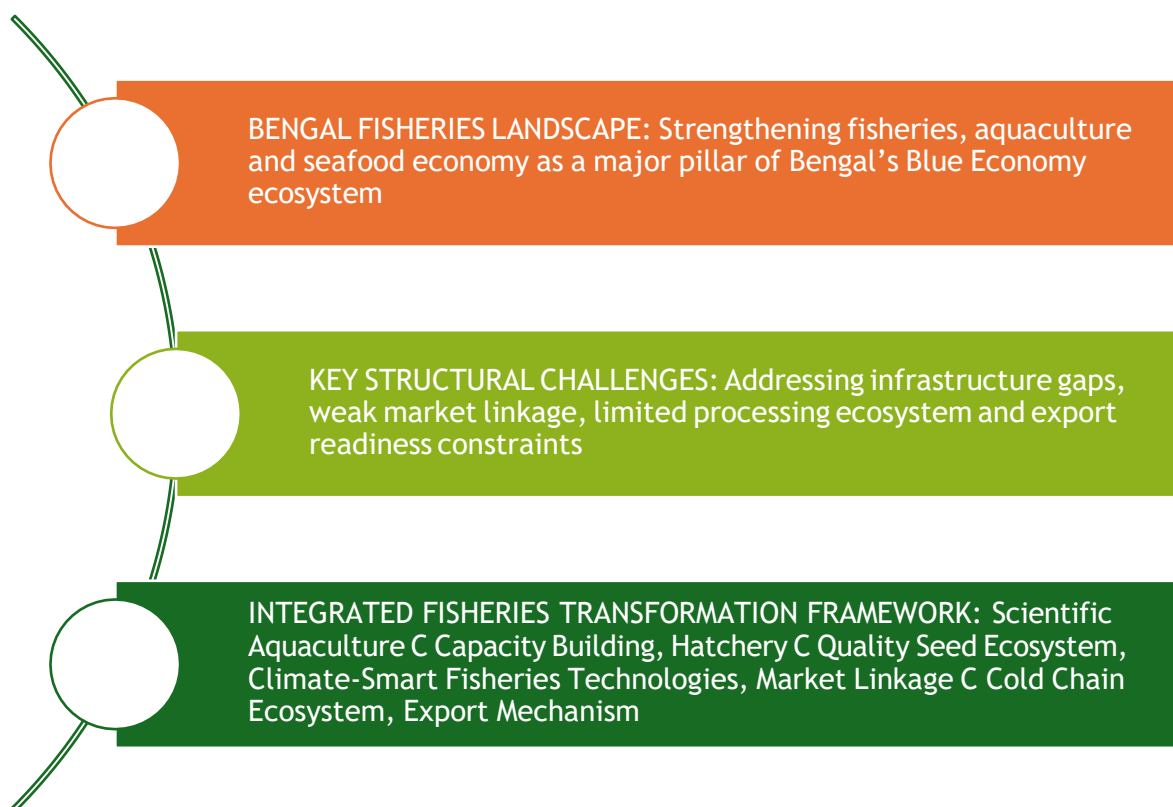 BENGAL FISHERIES LANDSCAPE: Strengthening fisheries, aquaculture
and seafood economy as a major pillar of Bengal’s Blue Economy
ecosystem
KEY STRUCTURAL CHALLENGES: Addressing infrastructure gaps,
weak market linkage, limited processing ecosystem and export
readiness constraints
INTEGRATED FISHERIES TRANSFORMATION FRAMEWORK: Scientific
Aquaculture C Capacity Building, Hatchery C Quality Seed Ecosystem,
Climate-Smart Fisheries Technologies, Market Linkage C Cold Chain
Ecosystem, Export Mechanism